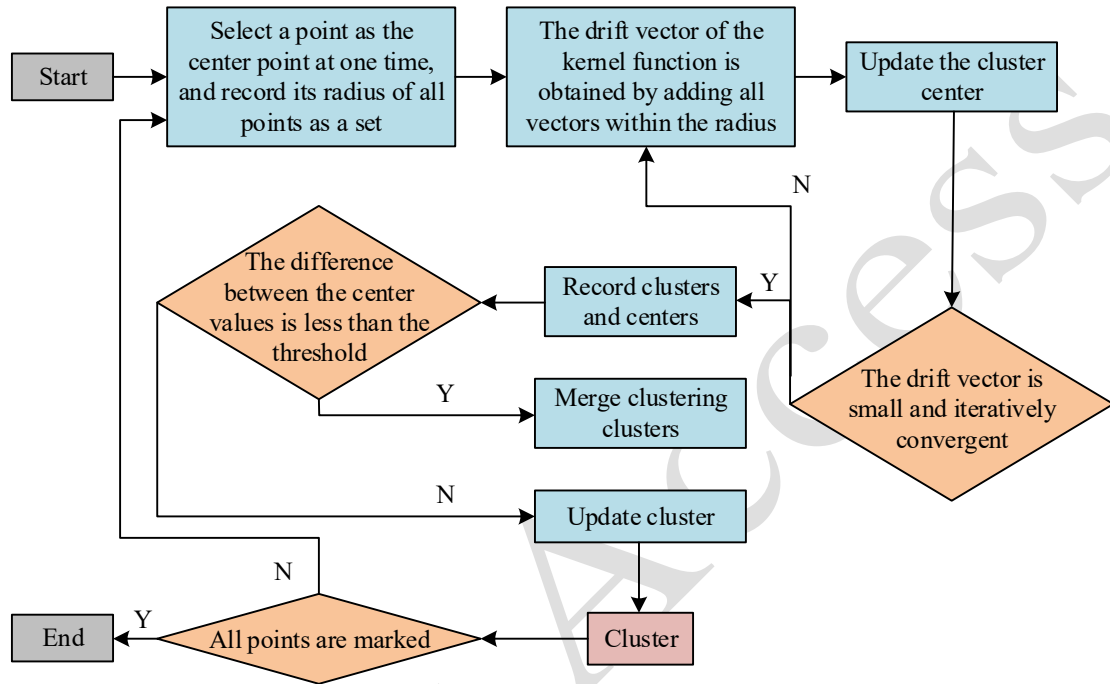 Start
Select a point as the
center point at one time,
and record its radius of all
points as a set
The drift vector of the
kernel function is
obtained by adding all
vectors within the radius
Update the cluster
center
N
The difference
between the center
values is less than the
threshold
Record clusters
and centers
Y
The drift vector is
small and iteratively
convergent
Y
Merge clustering
clusters
N
Update cluster
N
End
Y
All points are marked
Cluster
Access